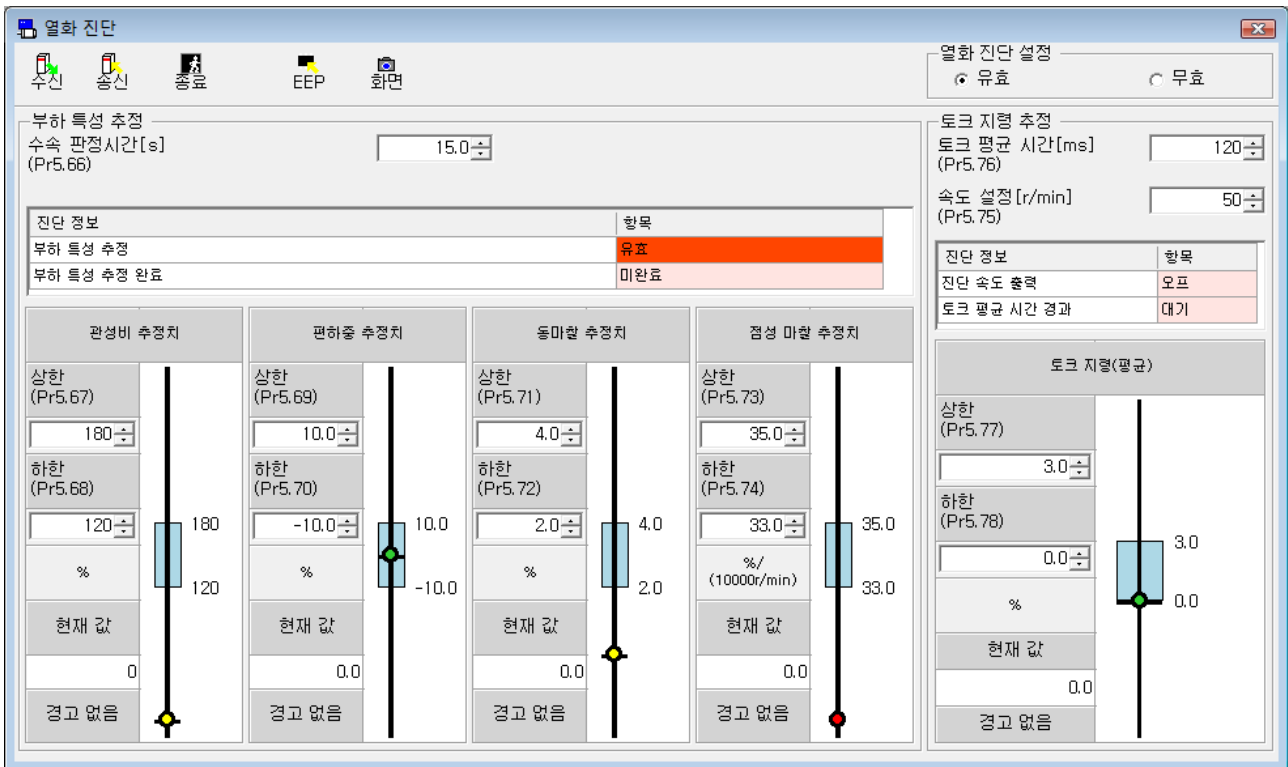 열화 진단
수신
송신
종료
EEP
화면
열화 진단 설정
유효
무효
부하 특성 추정
수속 판정시간[s]
(Pr5.66)
15.0
진단 정보 항목
부하 특성 추정 유효
부하 특성 추정 완료 미완료
관성비 추정치
상한
(Pr5.67)
180
하한
(Pr5.68)
120
%
현재 값
0
경고 없음
180
120
편하중 추정치
상한
(Pr5.69)
10.0
하한
(Pr5.70)
-10.0
%
현재 값
0.0
경고 없음
10.0
-10.0
동마찰 추정치
상한
(Pr5.71)
4.0
하한
(Pr5.72)
2.0
%
현재 값
0.0
경고 없음
4.0
2.0
점성 마찰 추정치
상한
(Pr5.73)
35.0
하한
(Pr5.74)
33.0
%/
(10000r/min)
현재 값
0.0
경고 없음
35.0
33.0
토크 지령 추정
토크 평균 시간[ms]
(Pr5.76)
120
속도 설정[r/min]
(Pr5.75)
50
진단 정보 항목
진단 속도 출력 오프
토크 평균 시간 경과 대기
토크 지령(평균)
상한
(Pr5.77)
3.0
하한
(Pr5.78)
0.0
%
현재 값
0.0
경고 없음
3.0
0.0